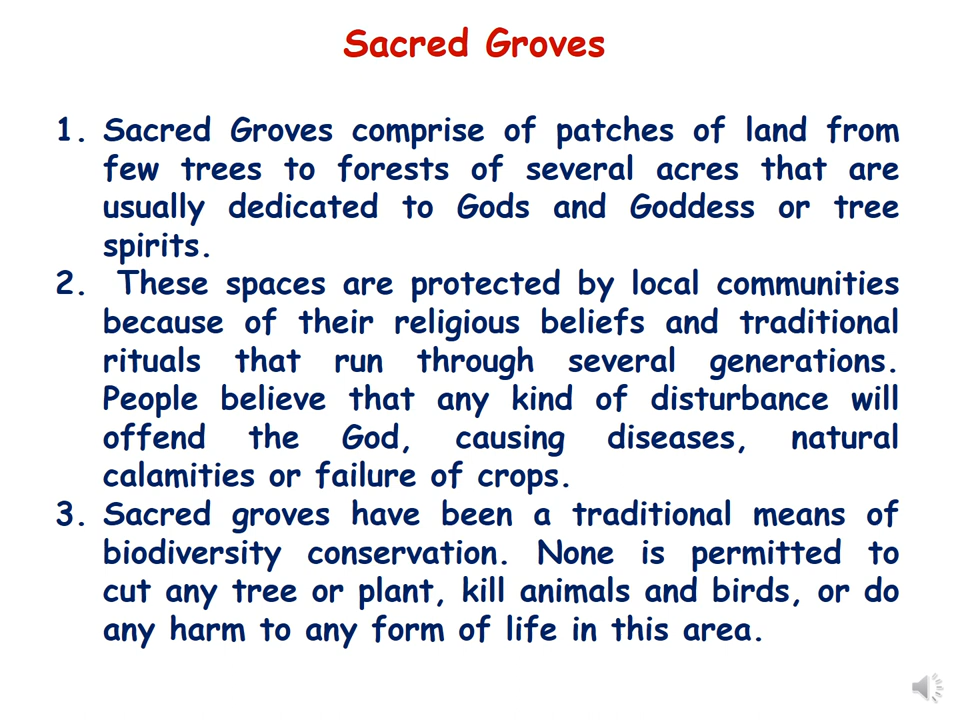 Sacred Groves
1. Sacred Groves comprise of patches of land from
few trees to forests of several acres that are
usually dedicated to Gods and Goddess or tree
spirits.
2. These spaces are protected by local communities
because of their religious beliefs and traditional
rituals that run through several generations.
People believe that any kind of disturbance will
offend the God, causing diseases, natural
calamities or failure of crops.
3. Sacred groves have been a traditional means of
biodiversity conservation. None is permitted to
cut any tree or plant, kill animals and birds, or do
any harm to any form of life in this area.